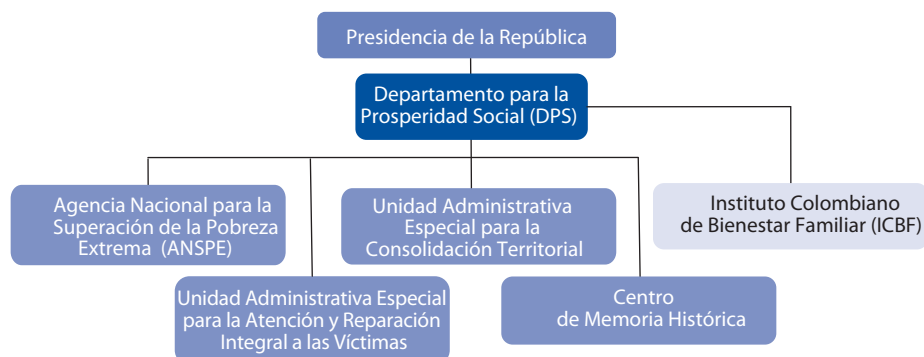 Presidencia de la República
Departamento para la
Prosperidad Social (DPS)
Agencia Nacional para la
Superación de la Pobreza
Extrema (ANSPE)
Unidad Administrativa
Especial para la
Consolidación Territorial
Instituto Colombiano
de Bienestar Familiar (ICBF)
Unidad Administrativa Especial
para la Atención y Reparación
Integral a las Víctimas
Centro
de Memoria Histórica